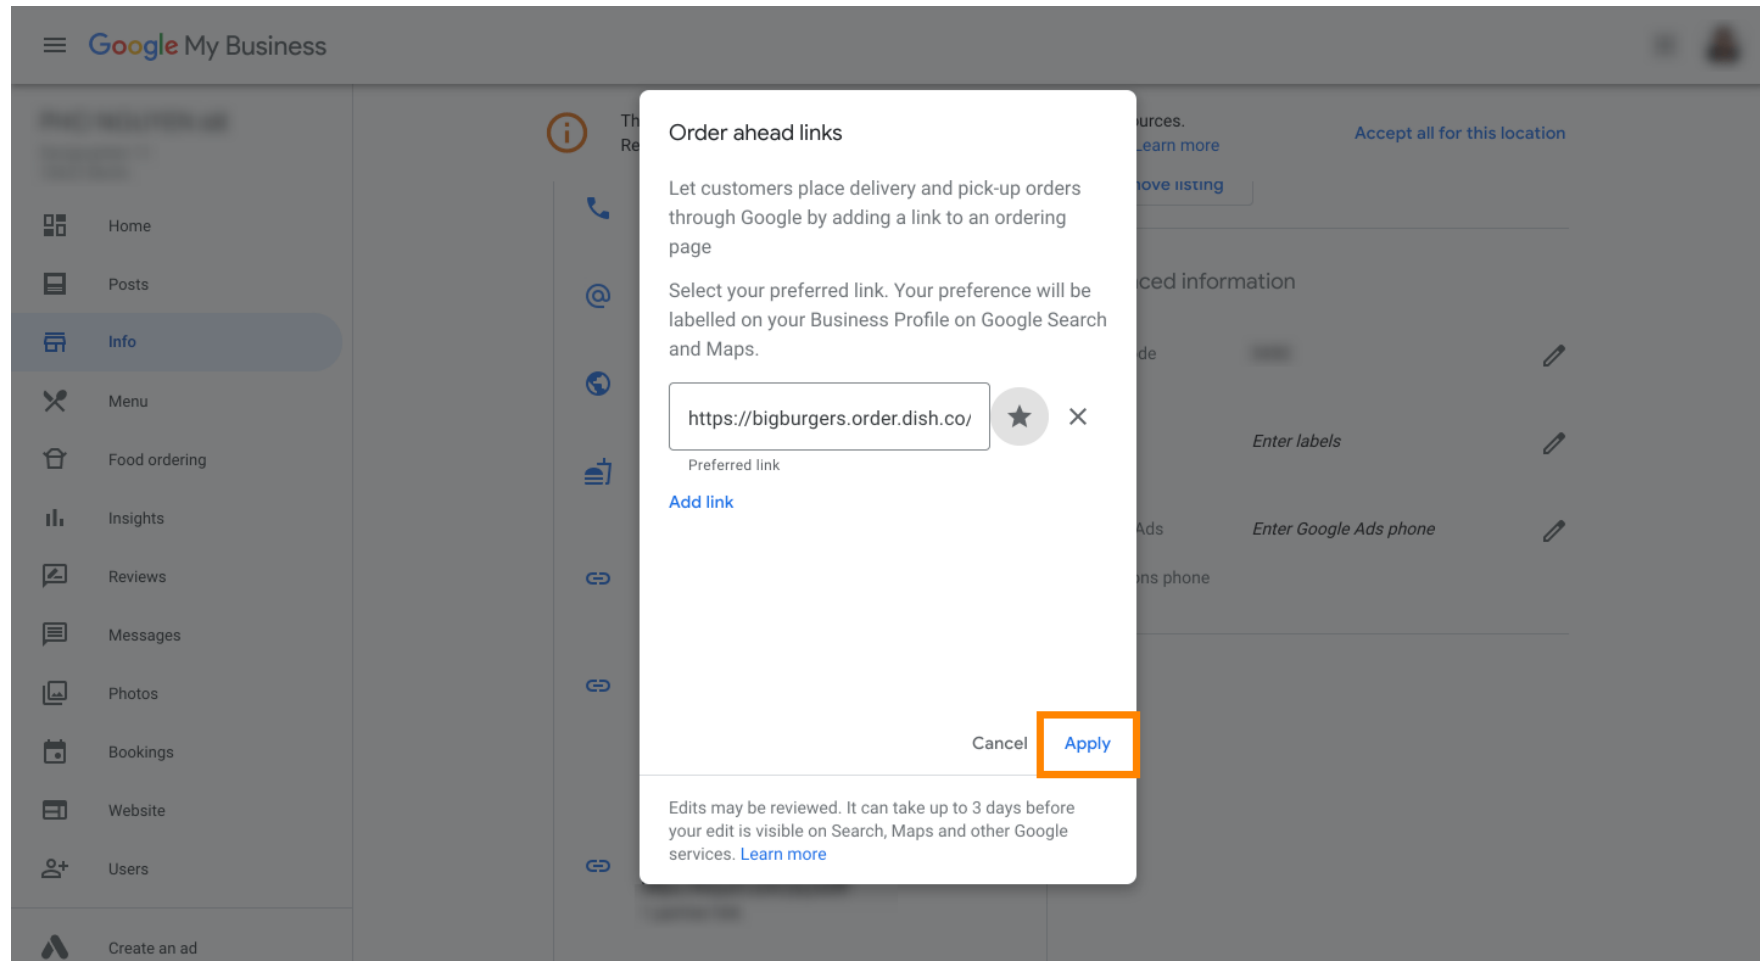 Google My Business
Home
Posts
Info
Menu
Food ordering
Insights
Reviews
Messages
Photos
Bookings
Website
Users
Create an ad
Th
Re
urces.
Learn more
Accept all for this location
ove listing
ced information
de
Enter labels
Ads
Enter Google Ads phone
ons phone
Order ahead links
Let customers place delivery and pick-up orders
through Google by adding a link to an ordering
page
Select your preferred link. Your preference will be
labelled on your Business Profile on Google Search
and Maps.
https://bigburgers.order.dish.co/
Preferred link
Add link
Cancel
Apply
Edits may be reviewed. It can take up to 3 days before
your edit is visible on Search, Maps and other Google
services. Learn more